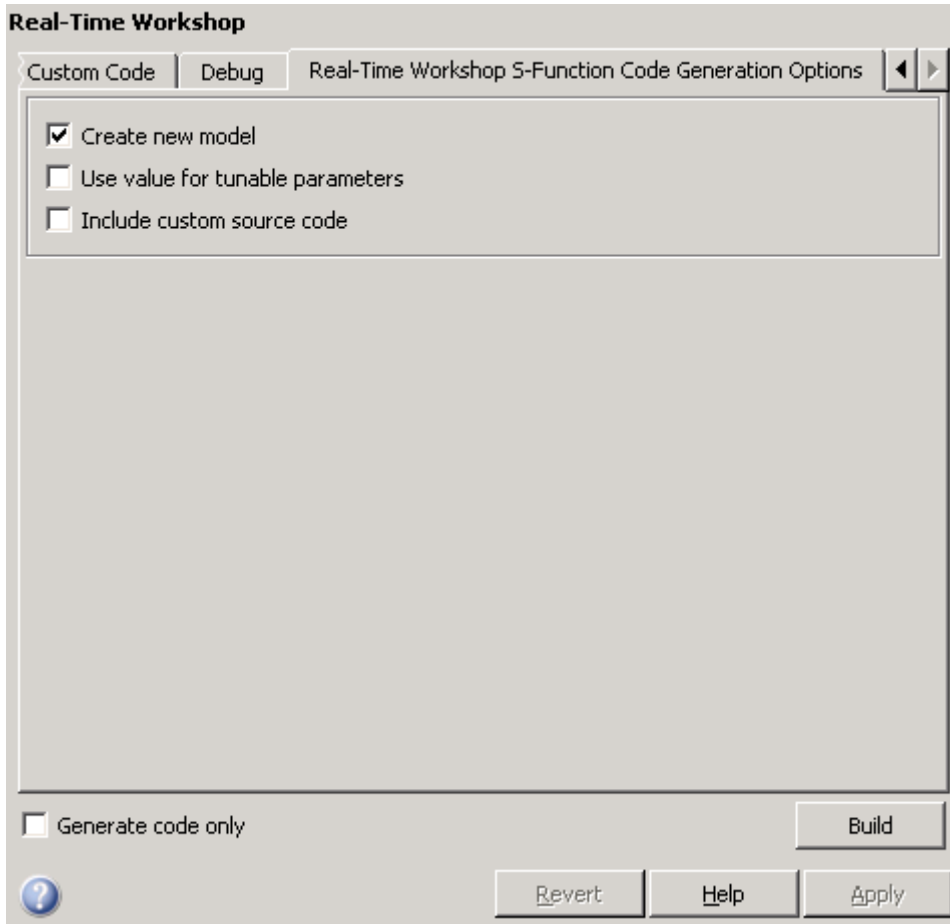 Real-Time Workshop
Custom Code Debug Real-Time Workshop S-Function Code Generation Options
Create new model
Use value for tunable parameters
Include custom source code
Generate code only Build
? Revert Help Apply